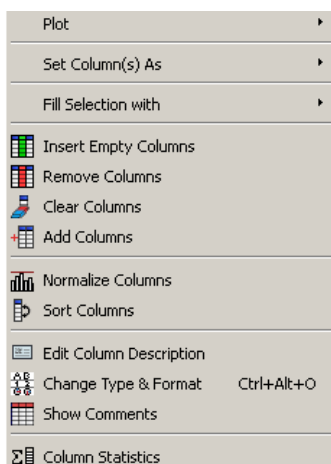 Plot
Set Column(s) As
Fill Selection with
Insert Empty Columns
Remove Columns
Clear Columns
Add Columns
Normalize Columns
Sort Columns
Edit Column Description
Change Type & Format Ctrl+Alt+O
Show Comments
Column Statistics